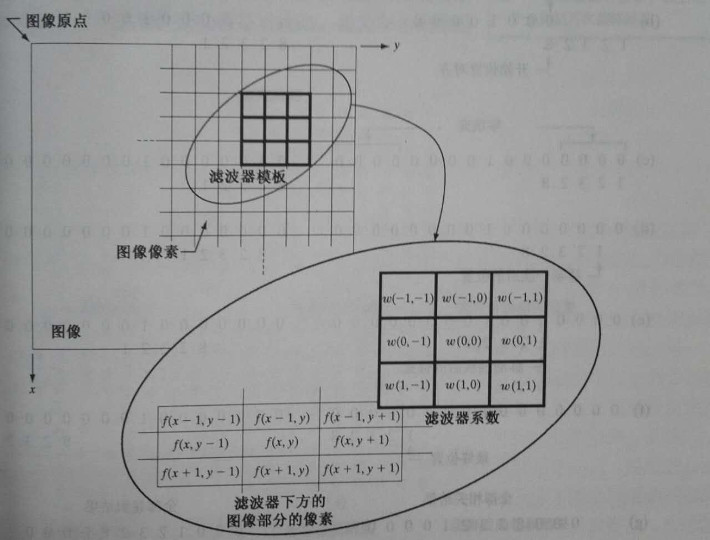 图像原点
y
滤波器模板
图像像素
图像
x
w(−1,−1) w(−1,0) w(−1,1)
w(0,−1) w(0,0) w(0,1)
w(1,−1) w(1,0) w(1,1)
滤波器系数
f(x − 1, y − 1) f(x − 1, y) f(x − 1, y + 1)
f(x, y − 1) f(x, y) f(x, y + 1)
f(x + 1, y − 1) f(x + 1, y) f(x + 1, y + 1)
滤波器下方的
图像部分的像素